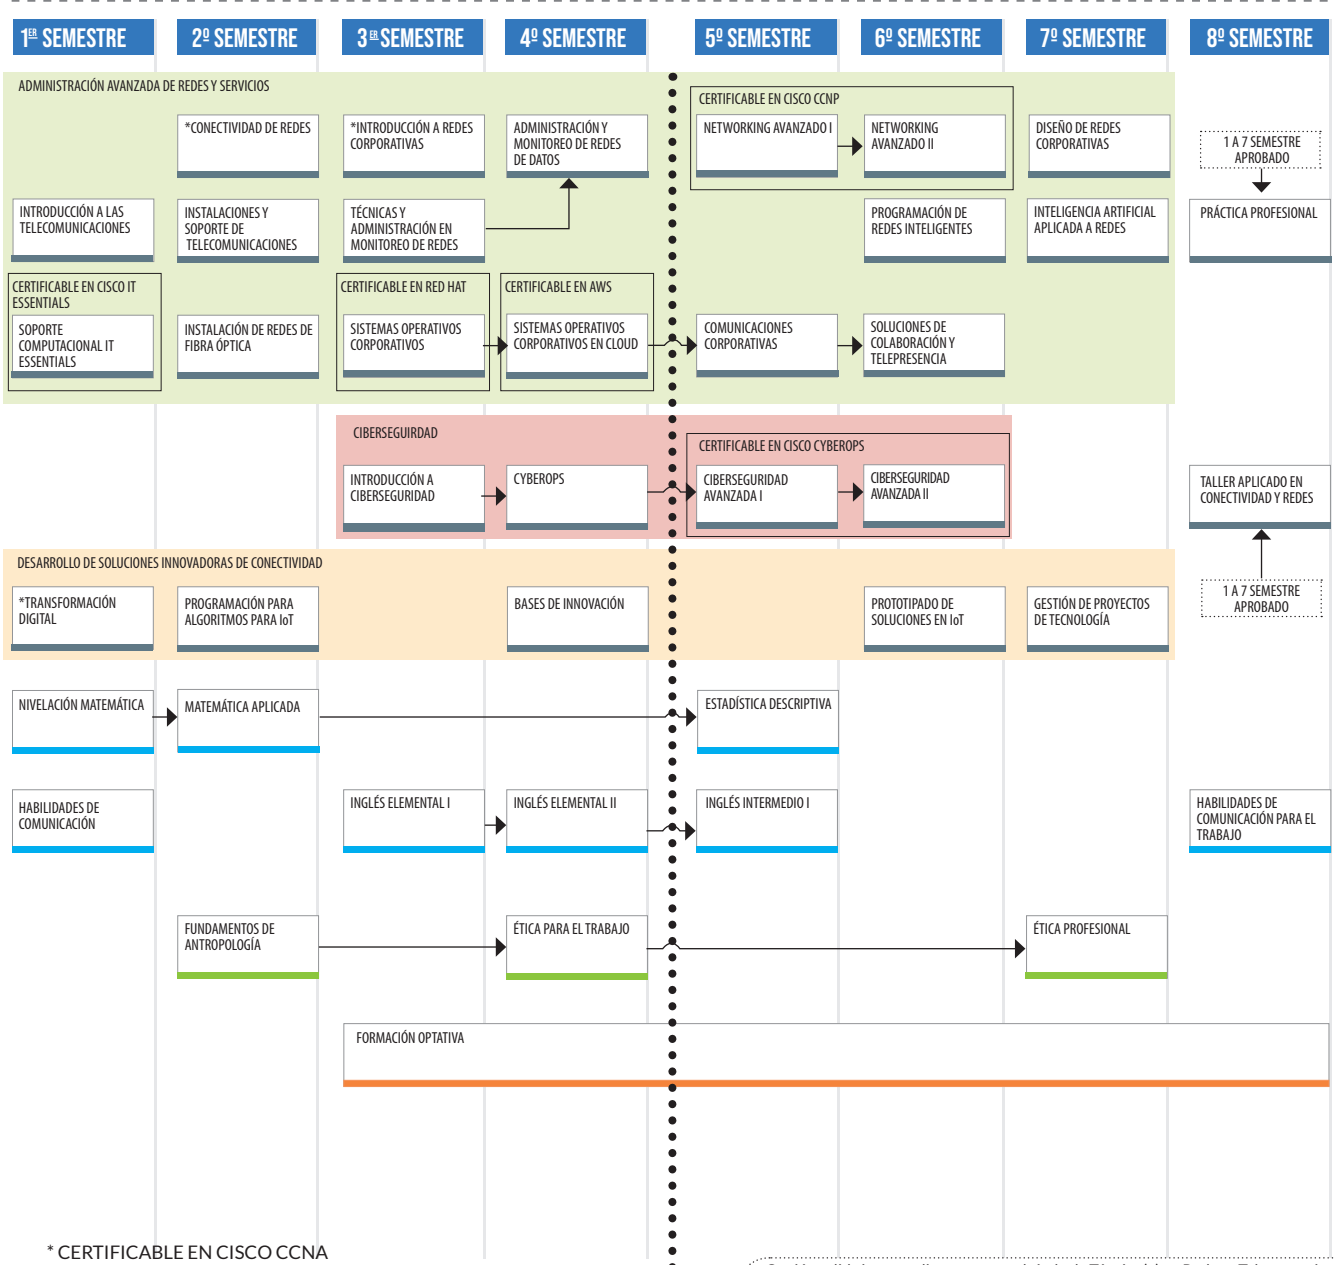 1ER SEMESTRE
2º SEMESTRE
3ER SEMESTRE
4º SEMESTRE
5º SEMESTRE
6º SEMESTRE
7º SEMESTRE
8º SEMESTRE
ADMINISTRACIÓN AVANZADA DE REDES Y SERVICIOS
CERTIFICABLE EN CISCO CCNP
*CONECTIVIDAD DE REDES
*INTRODUCCIÓN A REDES
CORPORATIVAS
ADMINISTRACIÓN Y
MONITOREO DE REDES
DE DATOS
NETWORKING AVANZADO I
NETWORKING
AVANZADO II
DISEÑO DE REDES
CORPORATIVAS
1 A 7 SEMESTRE
APROBADO
INTRODUCCIÓN A LAS
TELECOMUNICACIONES
INSTALACIONES Y
SOPORTE DE
TELECOMUNICACIONES
TÉCNICAS Y
ADMINISTRACIÓN EN
MONITOREO DE REDES
PROGRAMACIÓN DE
REDES INTELIGENTES
INTELIGENCIA ARTIFICIAL
APLICADA A REDES
PRÁCTICA PROFESIONAL
CERTIFICABLE EN CISCO IT
ESSENTIALS
CERTIFICABLE EN RED HAT
CERTIFICABLE EN AWS
SOPORTE
COMPUTACIONAL IT
ESSENTIALS
INSTALACIÓN DE REDES DE
FIBRA ÓPTICA
SISTEMAS OPERATIVOS
CORPORATIVOS
SISTEMAS OPERATIVOS
CORPORATIVOS EN CLOUD
COMUNICACIONES
CORPORATIVAS
SOLUCIONES DE
COLABORACIÓN Y
TELEPRESENCIA
CIBERSEGUIRDAD
CERTIFICABLE EN CISCO CYBEROPS
INTRODUCCIÓN A
CIBERSEGURIDAD
CYBEROPS
CIBERSEGURIDAD
AVANZADA I
CIBERSEGURIDAD
AVANZADA II
TALLER APLICADO EN
CONECTIVIDAD Y REDES
DESARROLLO DE SOLUCIONES INNOVADORAS DE CONECTIVIDAD
*TRANSFORMACIÓN
DIGITAL
PROGRAMACIÓN PARA
ALGORITMOS PARA IoT
BASES DE INNOVACIÓN
PROTOTIPADO DE
SOLUCIONES EN IoT
GESTIÓN DE PROYECTOS
DE TECNOLOGÍA
1 A 7 SEMESTRE
APROBADO
NIVELACIÓN MATEMÁTICA
MATEMÁTICA APLICADA
ESTADÍSTICA DESCRIPTIVA
HABILIDADES DE
COMUNICACIÓN
INGLÉS ELEMENTAL I
INGLÉS ELEMENTAL II
INGLÉS INTERMEDIO I
HABILIDADES DE
COMUNICACIÓN PARA EL
TRABAJO
FUNDAMENTOS DE
ANTROPOLOGÍA
ÉTICA PARA EL TRABAJO
ÉTICA PROFESIONAL
FORMACIÓN OPTATIVA
* CERTIFICABLE EN CISCO CCNA